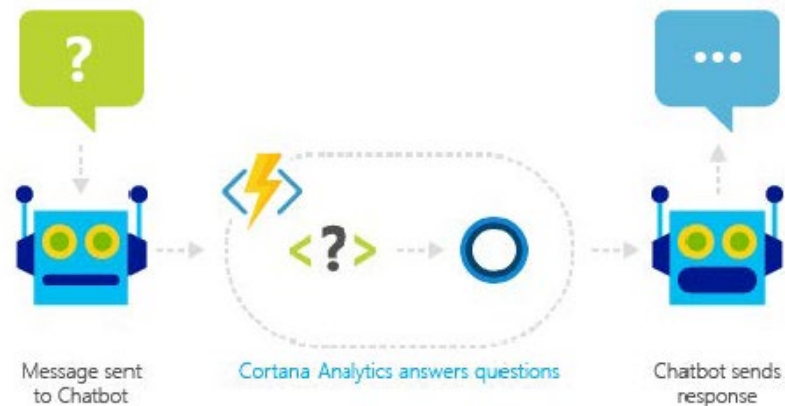 ?
...
<?>
Message sent
to Chatbot
Cortana Analytics answers questions
Chatbot sends
response